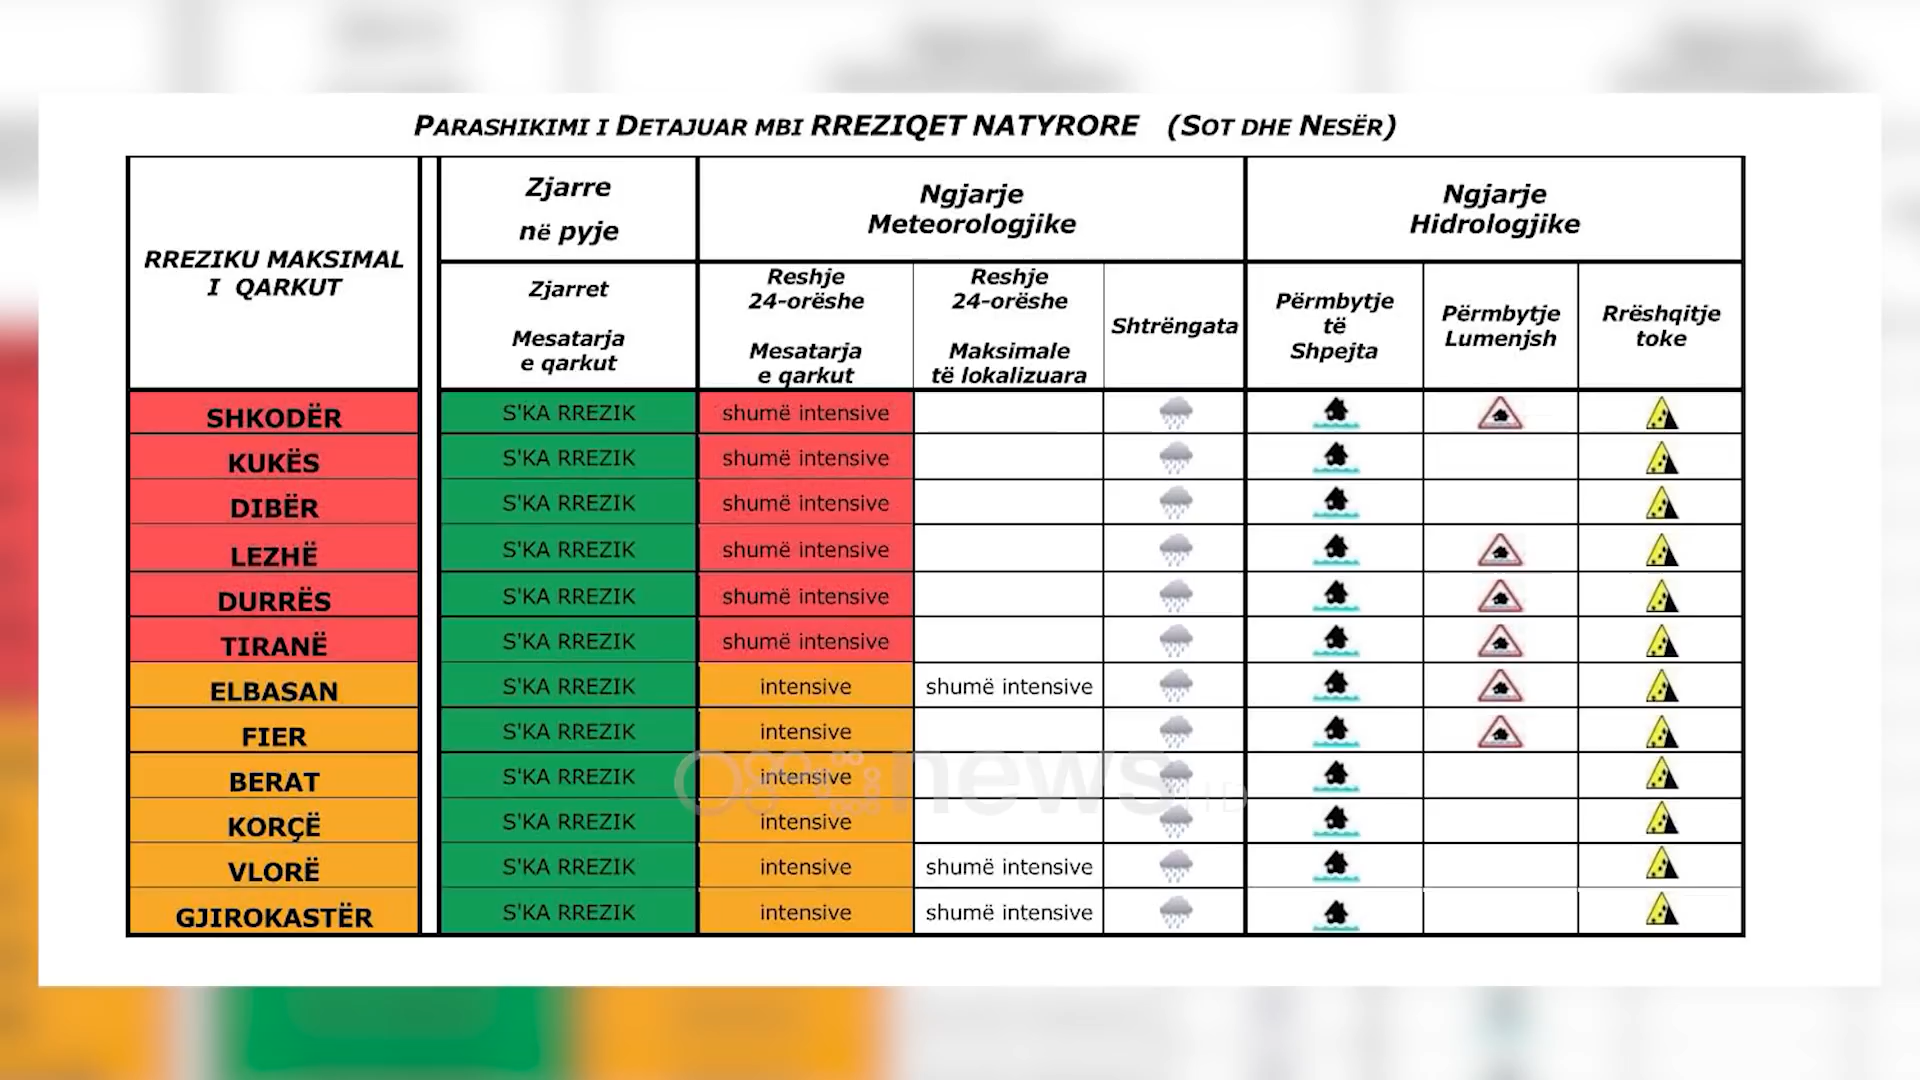 PARASHIKIMI I DETAJUAR MBI RREZIQET NATYRORE (SOT DHE NESËR)
RREZIKU MAKSIMAL
I QARKUT
Zjarre
në pyje
Ngjarje
Meteorologjike
Ngjarje
Hidrologjike
Zjarret
Mesatarja
e qarkut
Reshje
24-orëshe
Mesatarja
e qarkut
Reshje
24-orëshe
Maksimale
të lokalizuara
Shtrëngata
Përmbytje
të
Shpejta
Përmbytje
Lumenjsh
Rrëshqitje
toke
SHKODËR S'KA RREZIK shumë intensive
KUKËS S'KA RREZIK shumë intensive
DIBËR S'KA RREZIK shumë intensive
LEZHË S'KA RREZIK shumë intensive
DURRËS S'KA RREZIK shumë intensive
TIRANË S'KA RREZIK shumë intensive
ELBASAN S'KA RREZIK intensive shumë intensive
FIER S'KA RREZIK intensive
BERAT S'KA RREZIK intensive
KORÇË S'KA RREZIK intensive
VLORË S'KA RREZIK intensive shumë intensive
GJIROKASTËR S'KA RREZIK intensive shumë intensive
news HD